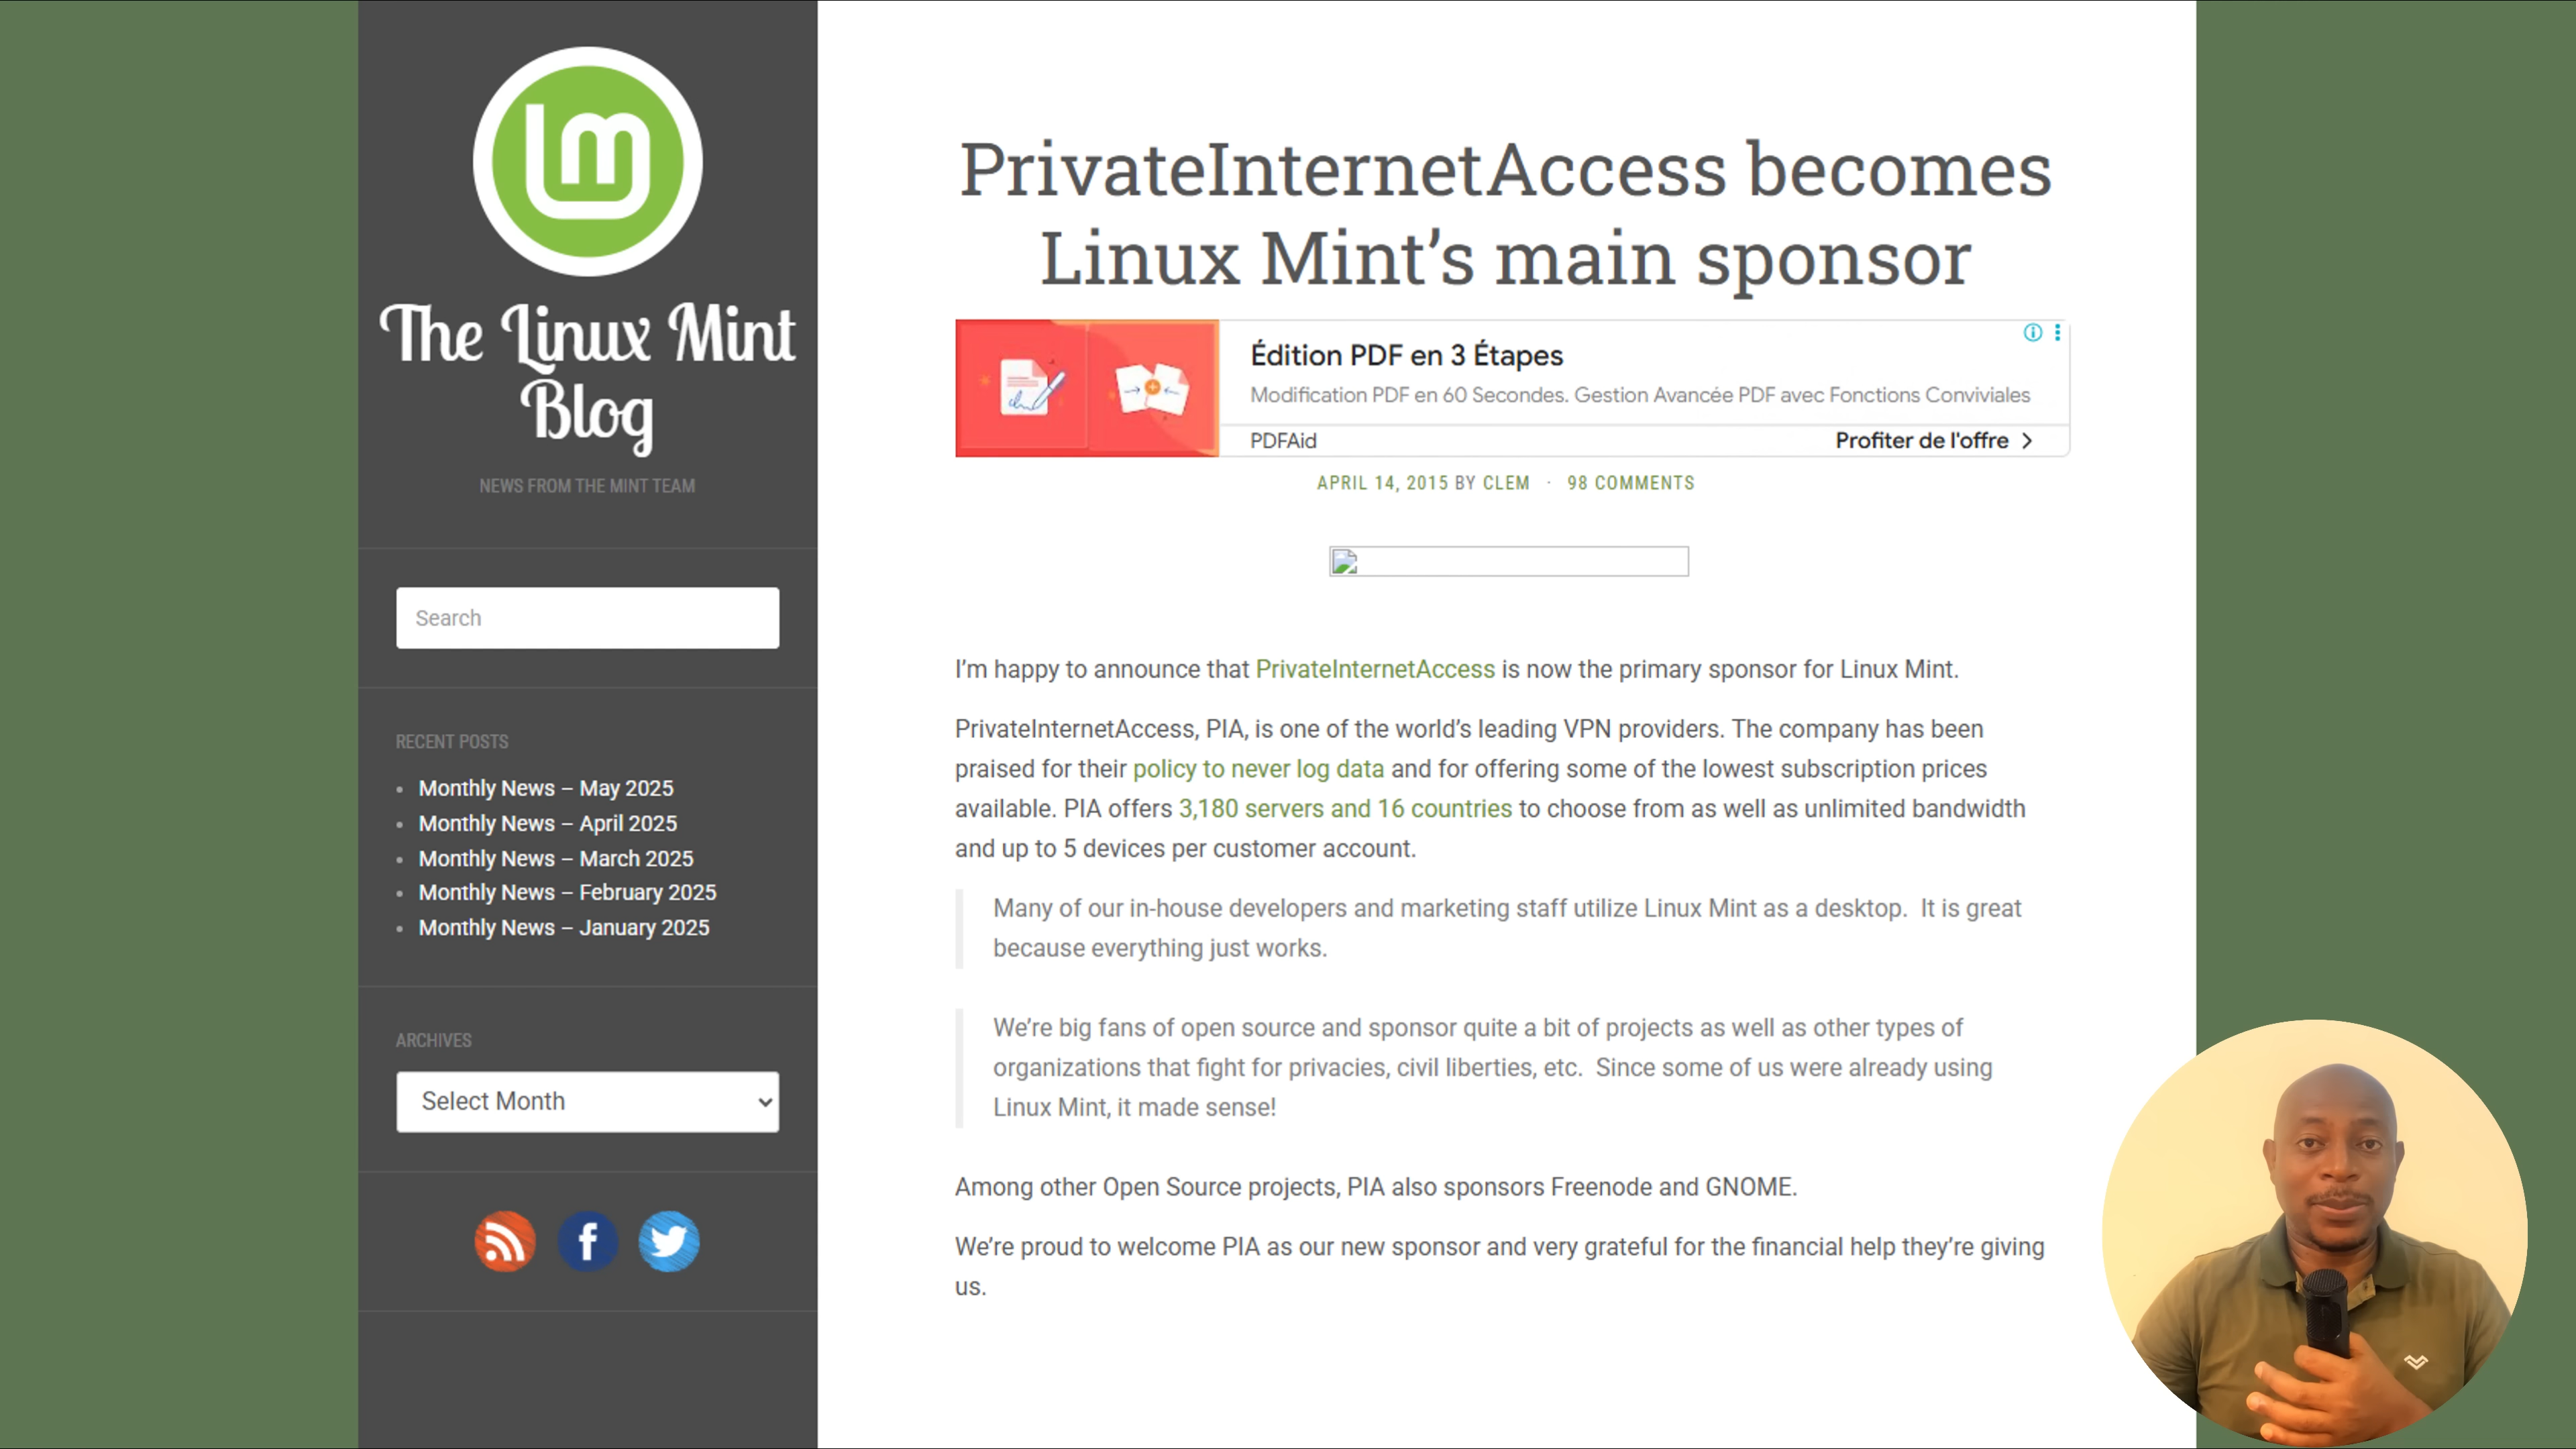 lm
The Linux Mint
Blog
NEWS FROM THE MINT TEAM
Search
RECENT POSTS
Monthly News – May 2025
Monthly News – April 2025
Monthly News – March 2025
Monthly News – February 2025
Monthly News – January 2025
ARCHIVES
Select Month
PrivateInternetAccess becomes
Linux Mint’s main sponsor
Édition PDF en 3 Étapes
Modification PDF en 60 Secondes. Gestion Avancée PDF avec Fonctions Conviviales
PDFAid Profiter de l'offre
APRIL 14, 2015 BY CLEM · 98 COMMENTS
I’m happy to announce that PrivateInternetAccess is now the primary sponsor for Linux Mint.
PrivateInternetAccess, PIA, is one of the world’s leading VPN providers. The company has been
praised for their policy to never log data and for offering some of the lowest subscription prices
available. PIA offers 3,180 servers and 16 countries to choose from as well as unlimited bandwidth
and up to 5 devices per customer account.
Many of our in-house developers and marketing staff utilize Linux Mint as a desktop. It is great
because everything just works.
We’re big fans of open source and sponsor quite a bit of projects as well as other types of
organizations that fight for privacies, civil liberties, etc. Since some of us were already using
Linux Mint, it made sense!
Among other Open Source projects, PIA also sponsors Freenode and GNOME.
We’re proud to welcome PIA as our new sponsor and very grateful for the financial help they’re giving
us.